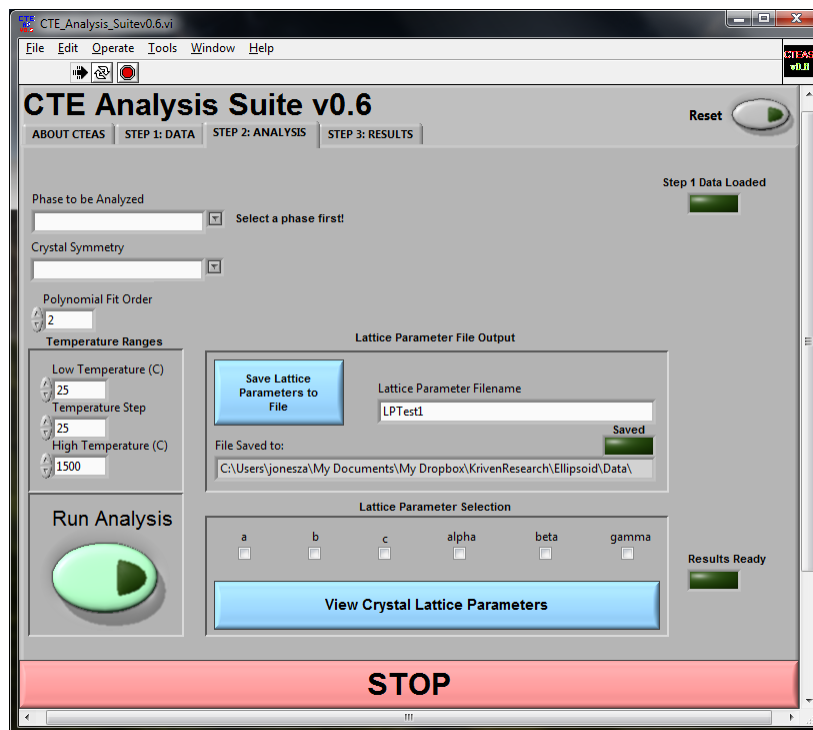 CTE_Analysis_Suitev0.6.vi
File Edit Operate Tools Window Help
CTEAS
v0.6
CTE Analysis Suite v0.6
Reset
ABOUT CTEAS STEP 1: DATA STEP 2: ANALYSIS STEP 3: RESULTS
Step 1 Data Loaded
Phase to be Analyzed
Select a phase first!
Crystal Symmetry
Polynomial Fit Order
2
Temperature Ranges
Low Temperature (C)
25
Temperature Step
25
High Temperature (C)
1500
Lattice Parameter File Output
Save Lattice
Parameters to
File
Lattice Parameter Filename
LPTest1
Saved
File Saved to:
C:\Users\jonesza\My Documents\My Dropbox\KrivenResearch\Ellipsoid\Data\
Run Analysis
Lattice Parameter Selection
a b c alpha beta gamma
View Crystal Lattice Parameters
Results Ready
STOP